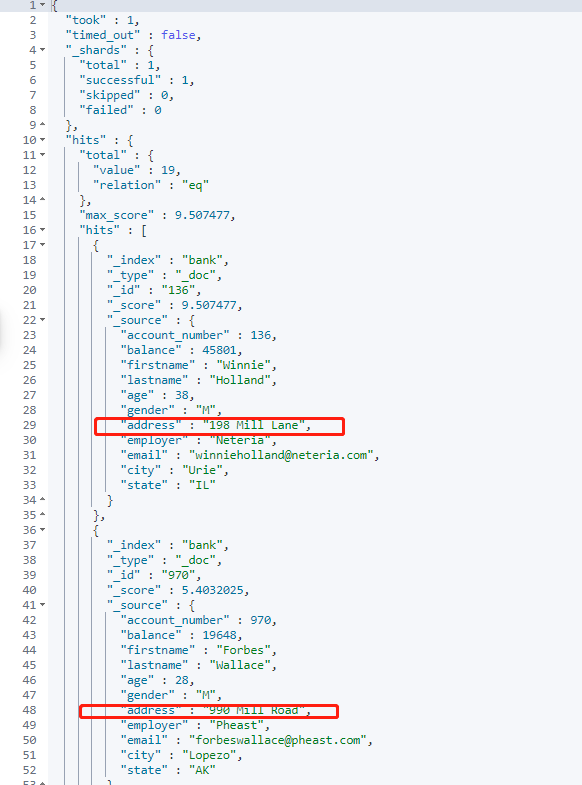 1 {
2 "took" : 1,
3 "timed_out" : false,
4 "_shards" : {
5 "total" : 1,
6 "successful" : 1,
7 "skipped" : 0,
8 "failed" : 0
9 },
10 "hits" : {
11 "total" : {
12 "value" : 19,
13 "relation" : "eq"
14 },
15 "max_score" : 9.507477,
16 "hits" : [
17 {
18 "_index" : "bank",
19 "_type" : "_doc",
20 "_id" : "136",
21 "_score" : 9.507477,
22 "_source" : {
23 "account_number" : 136,
24 "balance" : 45801,
25 "firstname" : "Winnie",
26 "lastname" : "Holland",
27 "age" : 38,
28 "gender" : "M",
29 "address" : "198 Mill Lane",
30 "employer" : "Neteria",
31 "email" : "winnieholland@neteria.com",
32 "city" : "Urie",
33 "state" : "IL"
34 }
35 },
36 {
37 "_index" : "bank",
38 "_type" : "_doc",
39 "_id" : "970",
40 "_score" : 5.4032025,
41 "_source" : {
42 "account_number" : 970,
43 "balance" : 19648,
44 "firstname" : "Forbes",
45 "lastname" : "Wallace",
46 "age" : 28,
47 "gender" : "M",
48 "address" : "990 Mill Road",
49 "employer" : "Pheast",
50 "email" : "forbeswallace@pheast.com",
51 "city" : "Lopezo",
52 "state" : "AK"
53 }